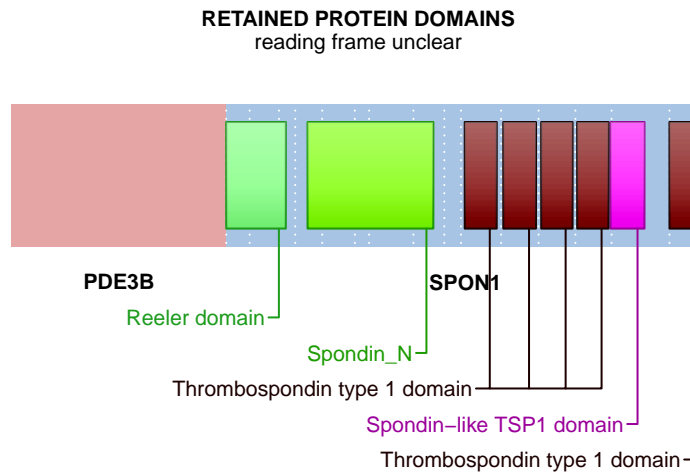 RETAINED PROTEIN DOMAINS
reading frame unclear
PDE3B
SPON1
Reeler domain
Spondin_N
Thrombospondin type 1 domain
Spondin−like TSP1 domain
Thrombospondin type 1 domain